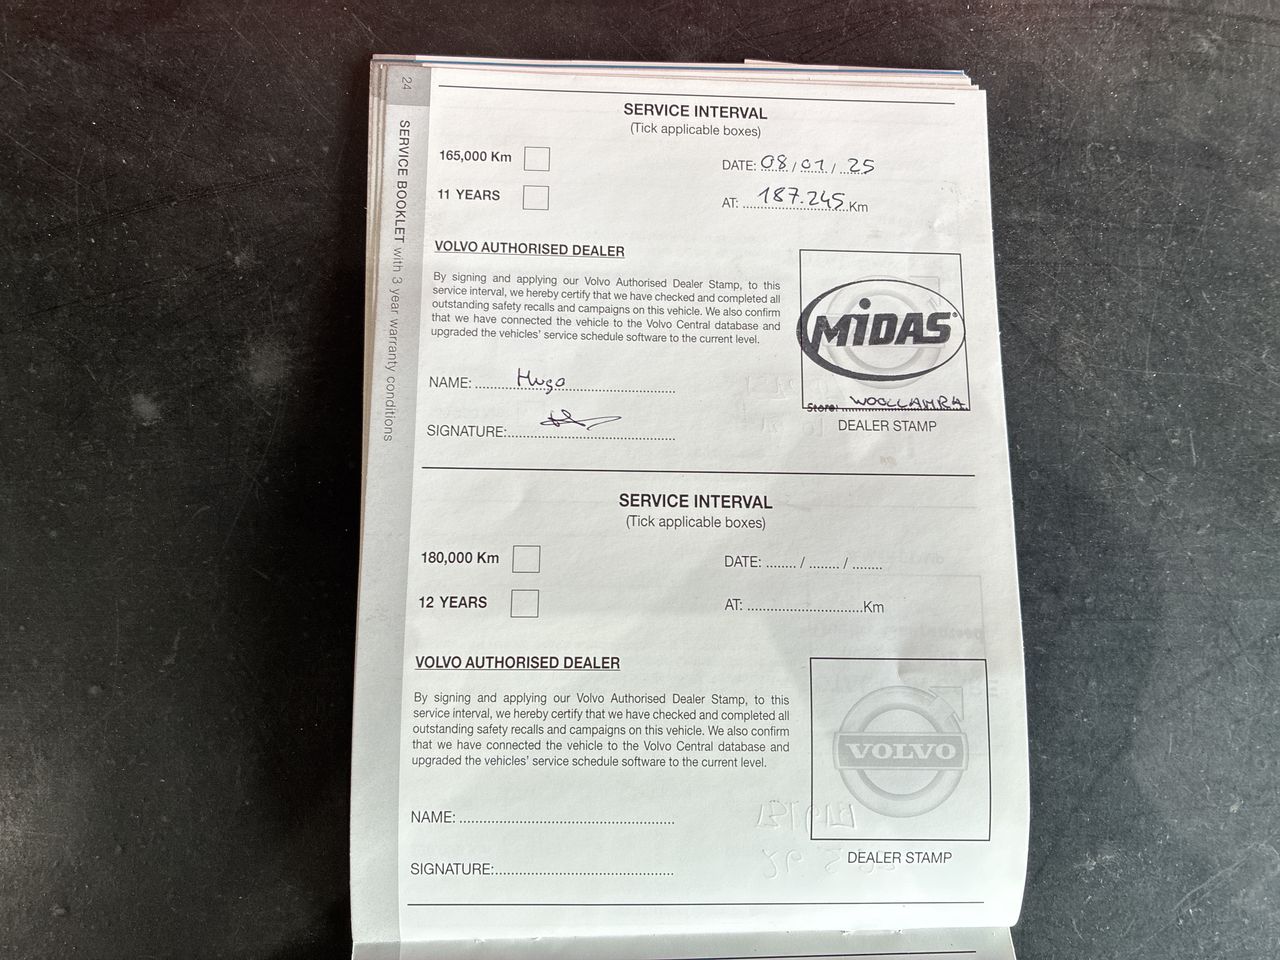 24
SERVICE BOOKLET with 3 year warranty conditions
SERVICE INTERVAL
(Tick applicable boxes)
165,000 Km
DATE: 08/01/25
11 YEARS
AT: 187.245 Km
VOLVO AUTHORISED DEALER
By signing and applying our Volvo Authorised Dealer Stamp, to this
service interval, we hereby certify that we have checked and completed all
outstanding safety recalls and campaigns on this vehicle. We also confirm
that we have connected the vehicle to the Volvo Central database and
upgraded the vehicles' service schedule software to the current level.
MIDAS®
NAME: Hugo
Store: WOOLLAHRA
SIGNATURE:
DEALER STAMP
SERVICE INTERVAL
(Tick applicable boxes)
180,000 Km
DATE: ........ / ........ / ........
12 YEARS
AT: ............................Km
VOLVO AUTHORISED DEALER
By signing and applying our Volvo Authorised Dealer Stamp, to this
service interval, we hereby certify that we have checked and completed all
outstanding safety recalls and campaigns on this vehicle. We also confirm
that we have connected the vehicle to the Volvo Central database and
upgraded the vehicles' service schedule software to the current level.
VOLVO
NAME:
SIGNATURE:
DEALER STAMP